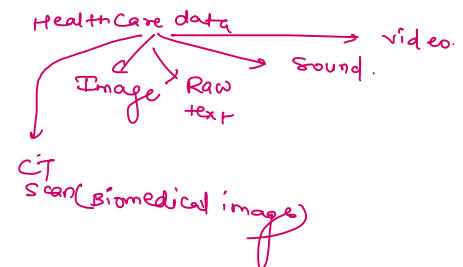 HealthCare data
video.
Sound.
Image
Raw
text
CT
Scan(Biomedical image)